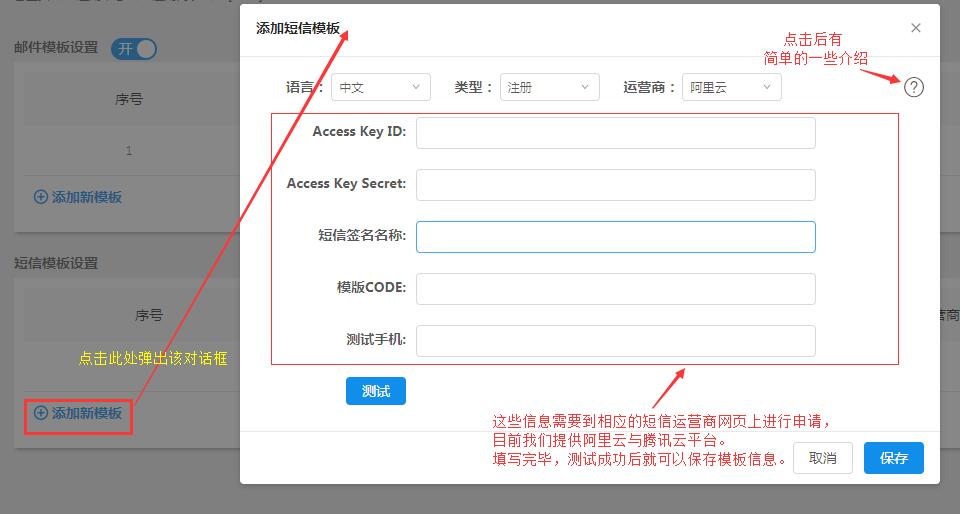 添加短信模板
点击后有
简单的一些介绍
邮件模板设置 开
语言： 中文 类型： 注册 运营商： 阿里云 ?
序号
Access Key ID:
1
Access Key Secret:
添加新模板
短信签名名称:
短信模板设置
模版CODE:
序号
营商
测试手机:
点击此处弹出该对话框
测试
添加新模板
这些信息需要到相应的短信运营商网页上进行申请，
目前我们提供阿里云与腾讯云平台。
填写完毕，测试成功后就可以保存模板信息。
取消 保存